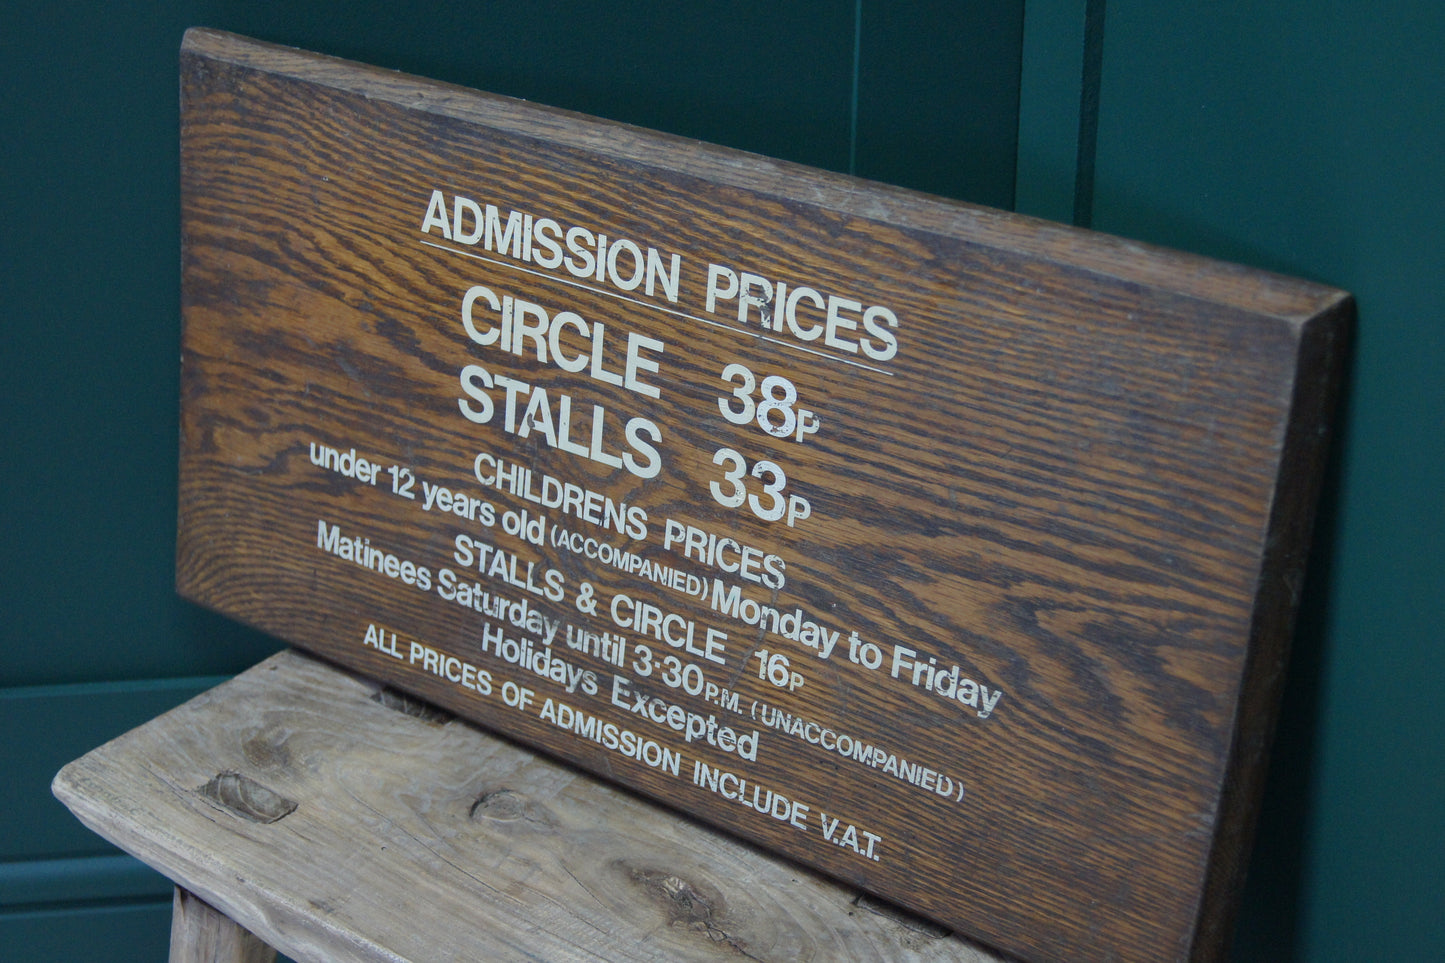 ADMISSION PRICES
CIRCLE 38P
STALLS 33P
CHILDRENS PRICES
under 12 years old (ACCOMPANIED) Monday to Friday
STALLS & CIRCLE 16P
Matinees Saturday until 3·30 P.M. (UNACCOMPANIED)
Holidays Excepted
ALL PRICES OF ADMISSION INCLUDE V.A.T.